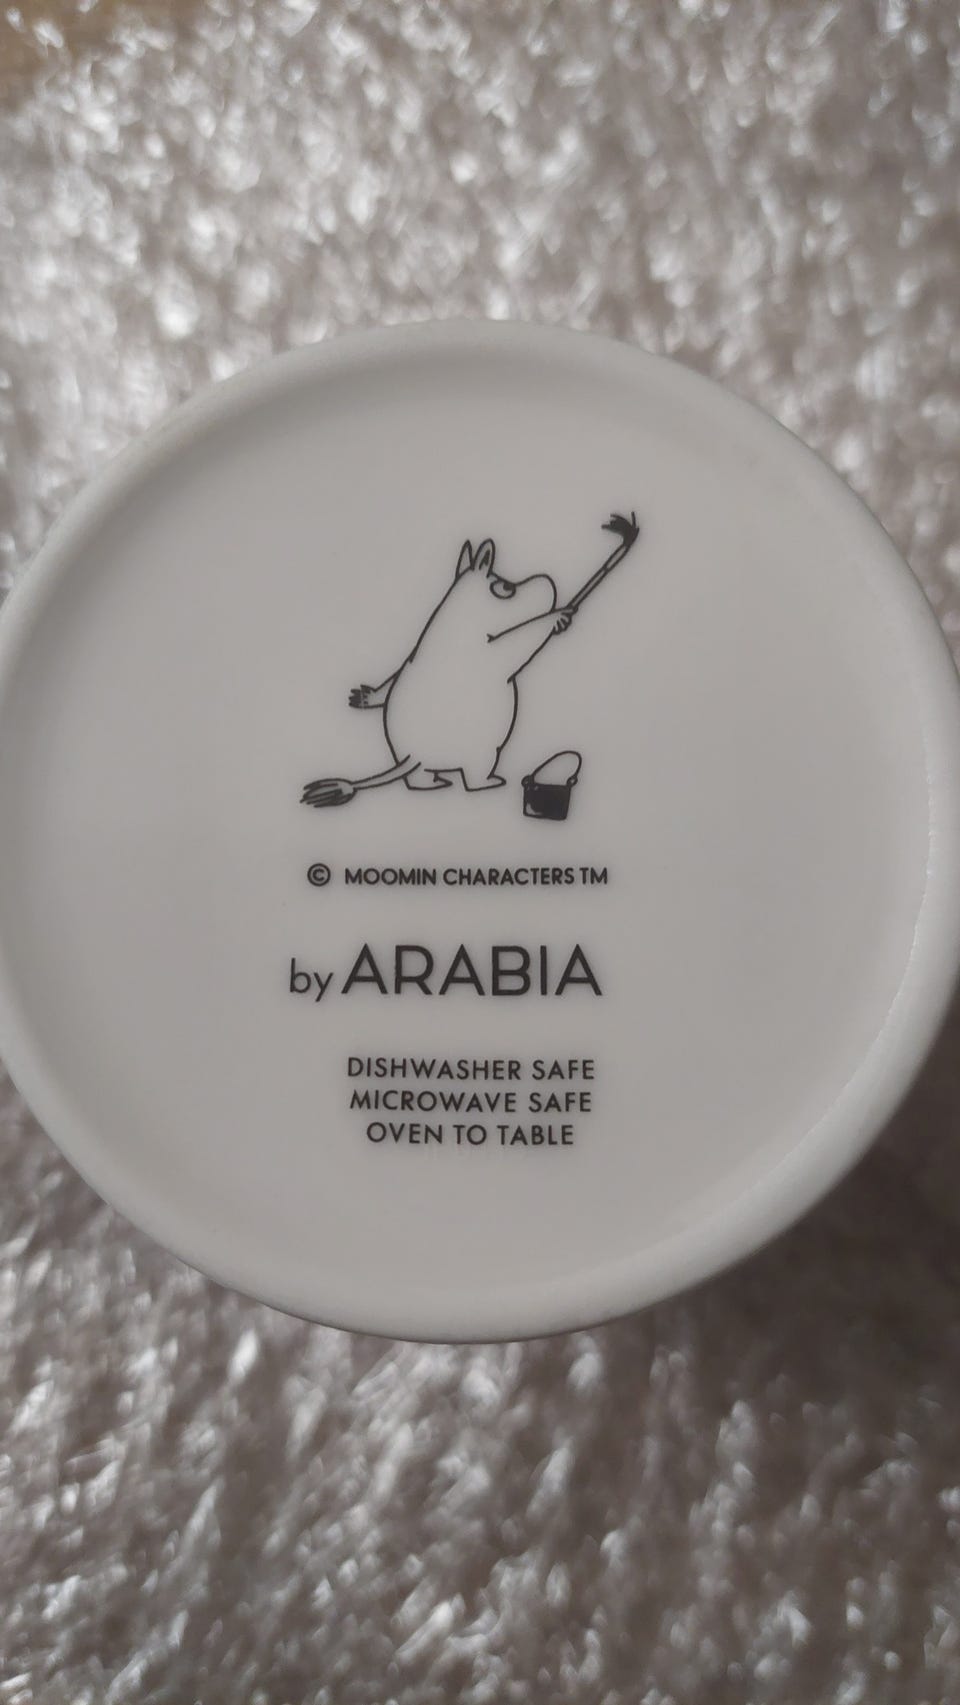 © MOOMIN CHARACTERS TM
by ARABIA
DISHWASHER SAFE
MICROWAVE SAFE
OVEN TO TABLE